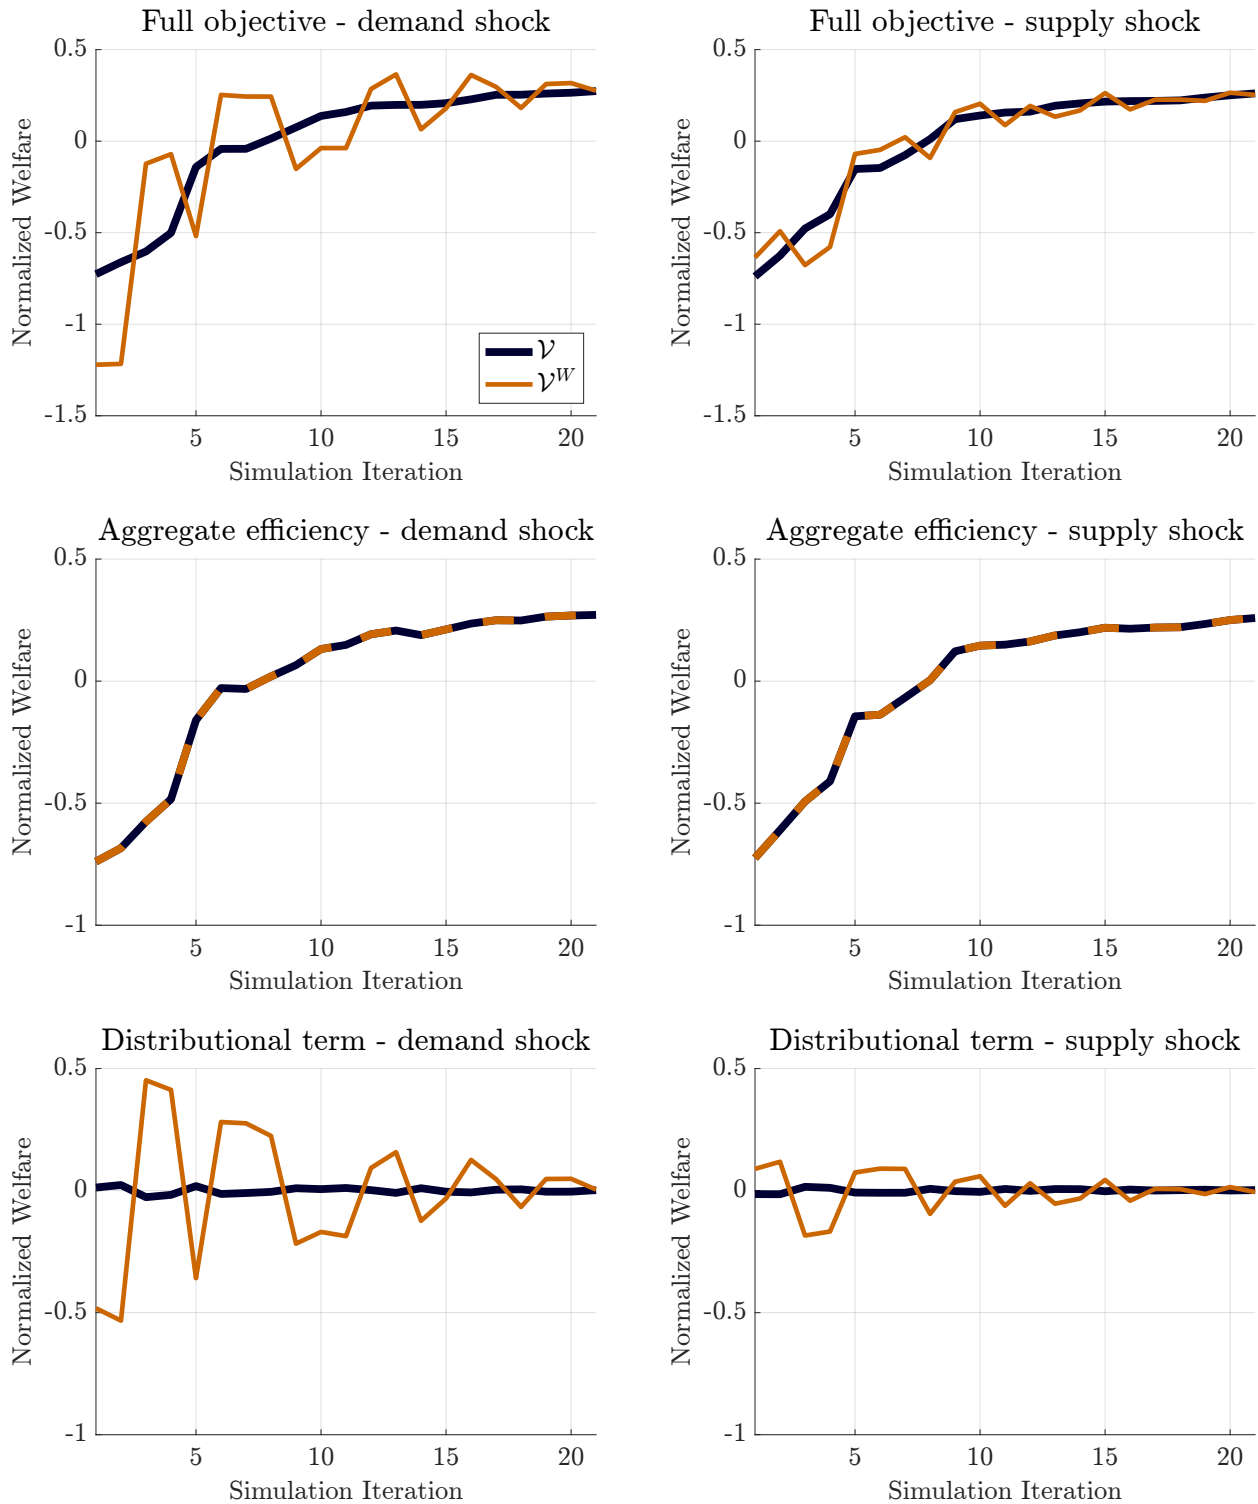 Full objective - demand shock
0.5
0
-0.5
-1
-1.5
Normalized Welfare
𝒱
𝒱^W
5 10 15 20
Simulation Iteration
Full objective - supply shock
0.5
0
-0.5
-1
-1.5
Normalized Welfare
5 10 15 20
Simulation Iteration
Aggregate efficiency - demand shock
0.5
0
-0.5
-1
Normalized Welfare
5 10 15 20
Simulation Iteration
Aggregate efficiency - supply shock
0.5
0
-0.5
-1
Normalized Welfare
5 10 15 20
Simulation Iteration
Distributional term - demand shock
0.5
0
-0.5
-1
Normalized Welfare
5 10 15 20
Simulation Iteration
Distributional term - supply shock
0.5
0
-0.5
-1
Normalized Welfare
5 10 15 20
Simulation Iteration